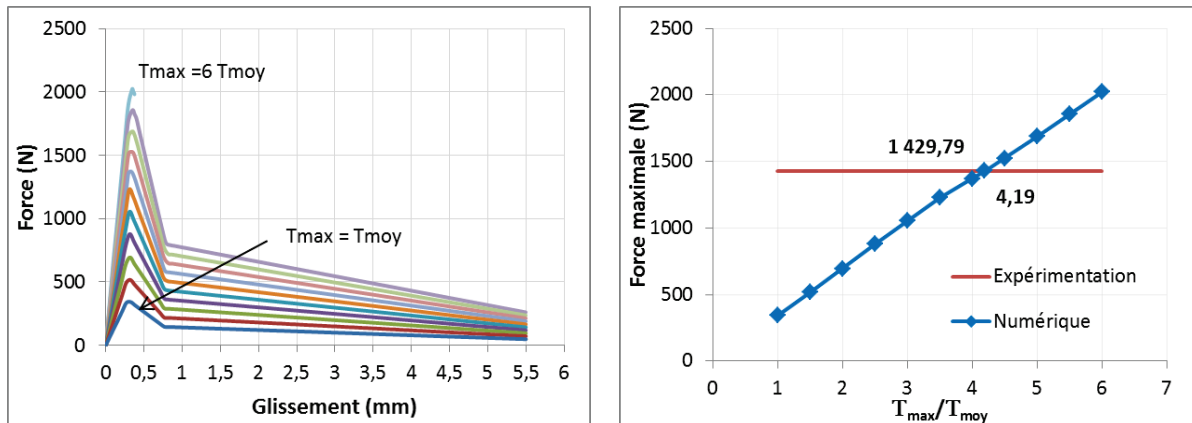 2500
2000
1500
1000
500
0
Force (N)
Tmax =6 Tmoy
Tmax = Tmoy
0 0,5 1 1,5 2 2,5 3 3,5 4 4,5 5 5,5 6
Glissement (mm)
2500
2000
1500
1000
500
0
Force maximale (N)
1 429,79
4,19
Expérimentation
Numérique
0 1 2 3 4 5 6 7
Tmax/Tmoy